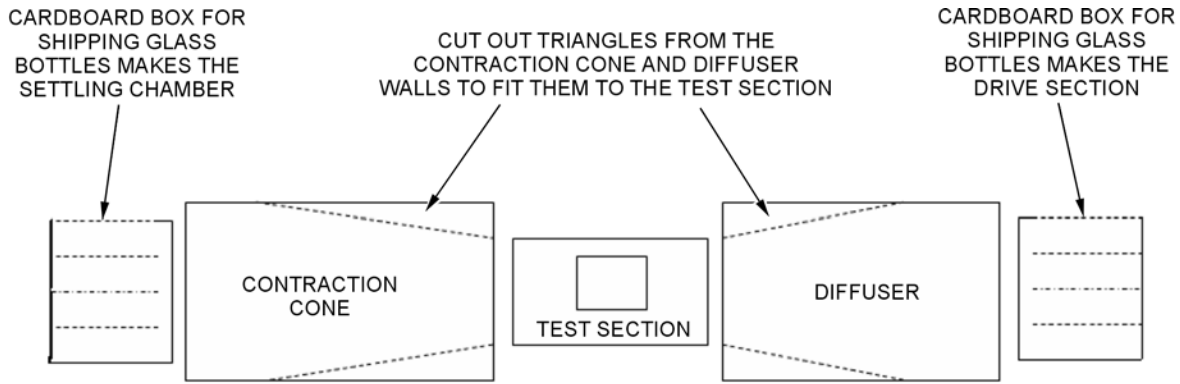 CARDBOARD BOX FOR
SHIPPING GLASS
BOTTLES MAKES THE
SETTLING CHAMBER
CUT OUT TRIANGLES FROM THE
CONTRACTION CONE AND DIFFUSER
WALLS TO FIT THEM TO THE TEST SECTION
CARDBOARD BOX FOR
SHIPPING GLASS
BOTTLES MAKES THE
DRIVE SECTION
CONTRACTION
CONE
TEST SECTION
DIFFUSER